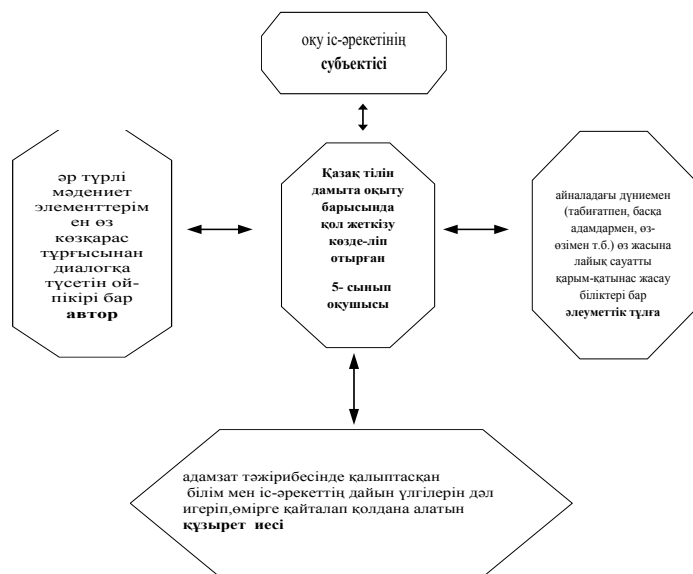 оқу іс-әрекетінің
субъектісі
әр түрлі
мәдениет
элементтерім
ен өз
көзқарас
тұрғысынан
диалогқа
түсетін ой-
пікірі бар
автор
Қазақ тілін
дамыта оқыту
барысында
қол жеткізу
көзде-ліп
отырған
5- сынып
оқушысы
айналадағы дүниемен
(табиғатпен, басқа
адамдармен, өз-
өзімен т.б.) өз жасына
лайық сауатты
қарым-қатынас жасау
біліктері бар
әлеуметтік тұлға
адамзат тәжірибесінде қалыптасқан
білім мен іс-әрекеттің дайын үлгілерін дәл
игеріп,өмірге қайталап қолдана алатын
құзырет иесі